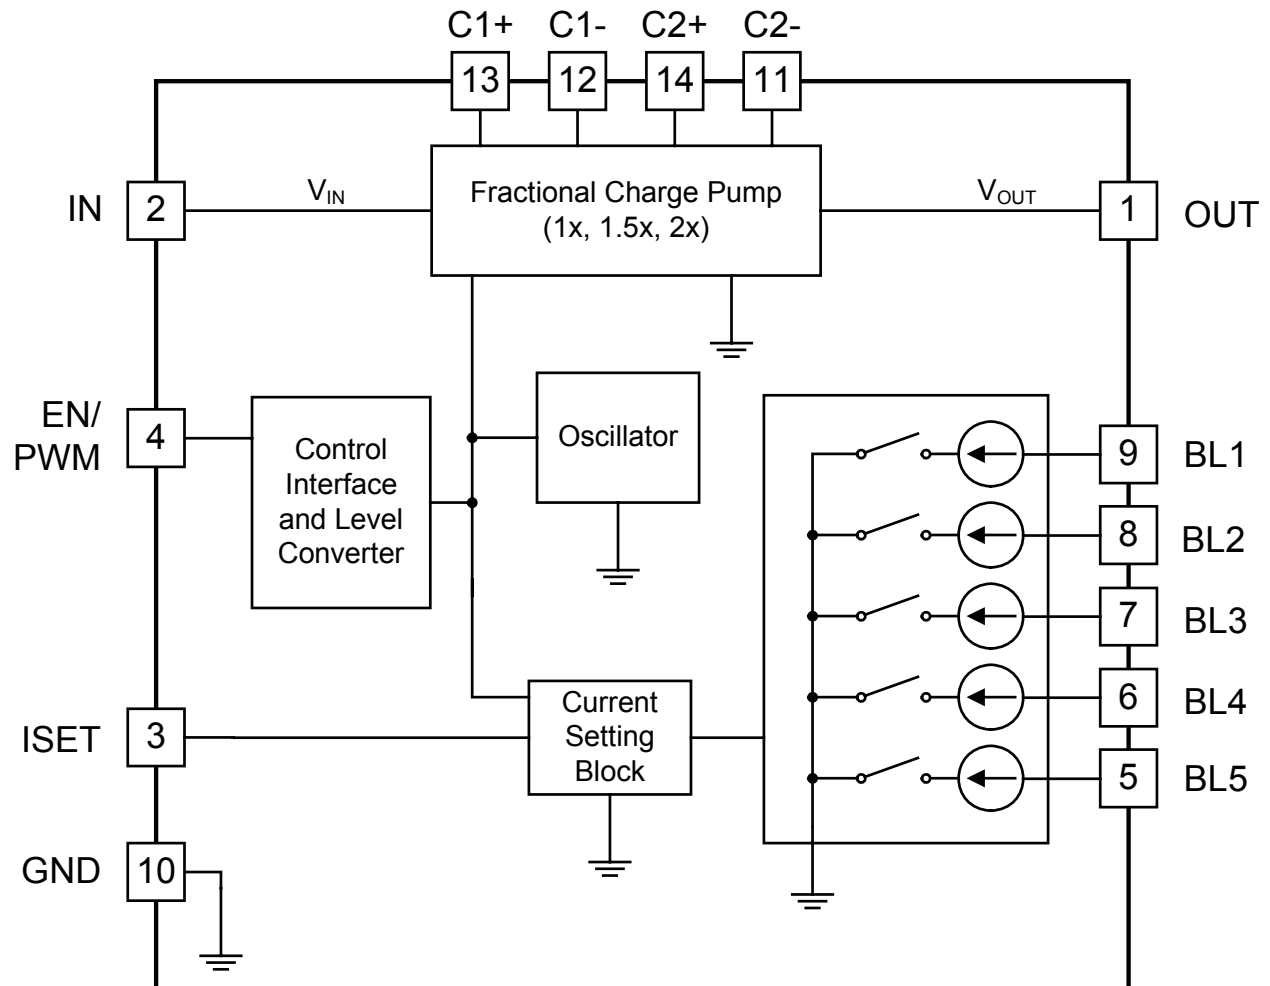 C1+ C1- C2+ C2-
13 12 14 11
IN 2 VIN Fractional Charge Pump VOUT 1 OUT
(1x, 1.5x, 2x)
EN/
PWM
4
Control
Interface
and Level
Converter
Oscillator
9 BL1
8 BL2
7 BL3
6 BL4
5 BL5
ISET 3
Current
Setting
Block
GND 10